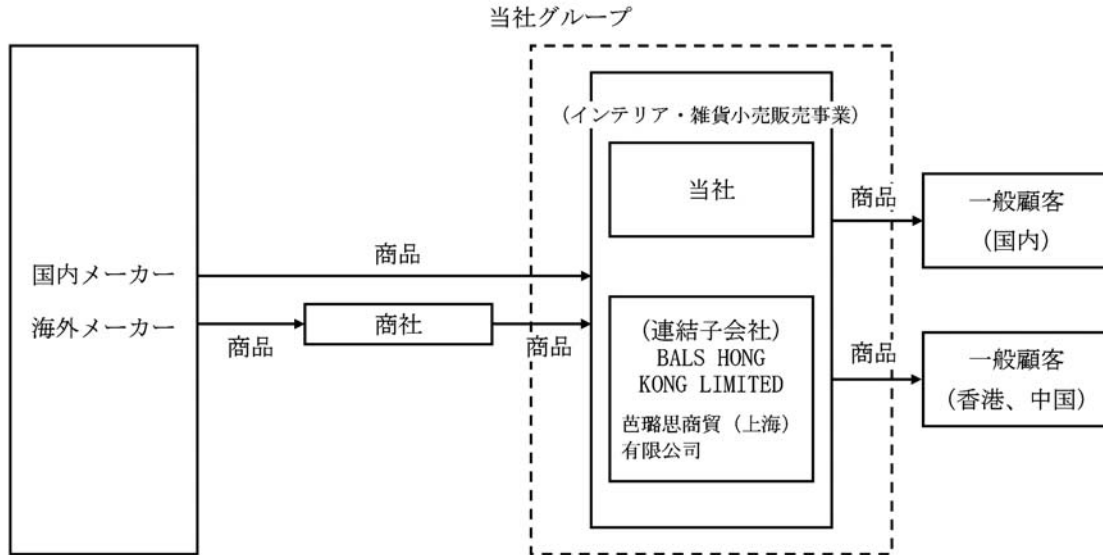 当社グループ
(インテリア・雑貨小売販売事業)
当社
商品
一般顧客
(国内)
国内メーカー
商品
海外メーカー
商品
商社
商品
(連結子会社)
BALS HONG
KONG LIMITED
芭璐思商貿（上海）
有限公司
商品
一般顧客
(香港、中国)